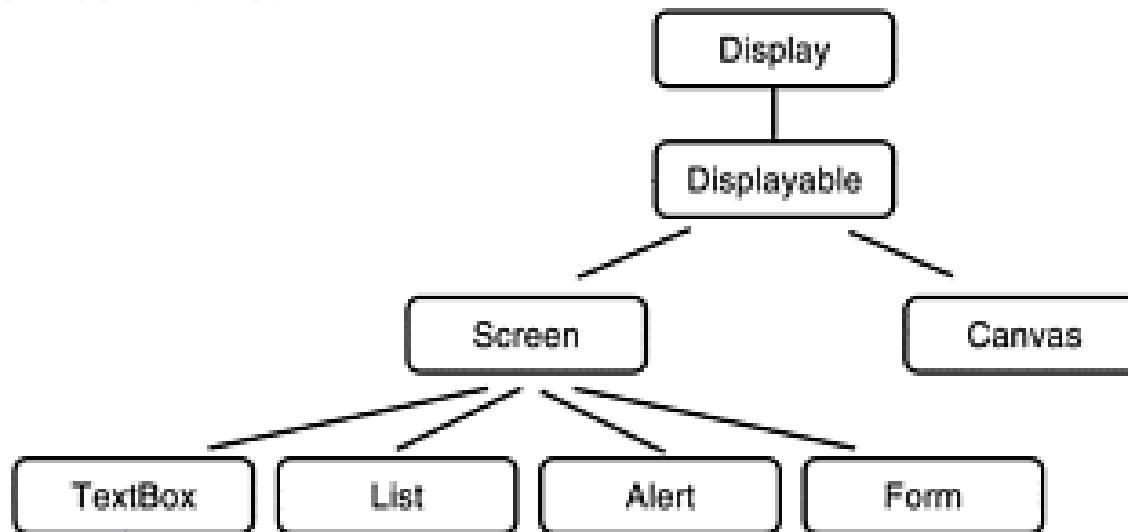 Display
Displayable
Screen
Canvas
TextBox
List
Alert
Form